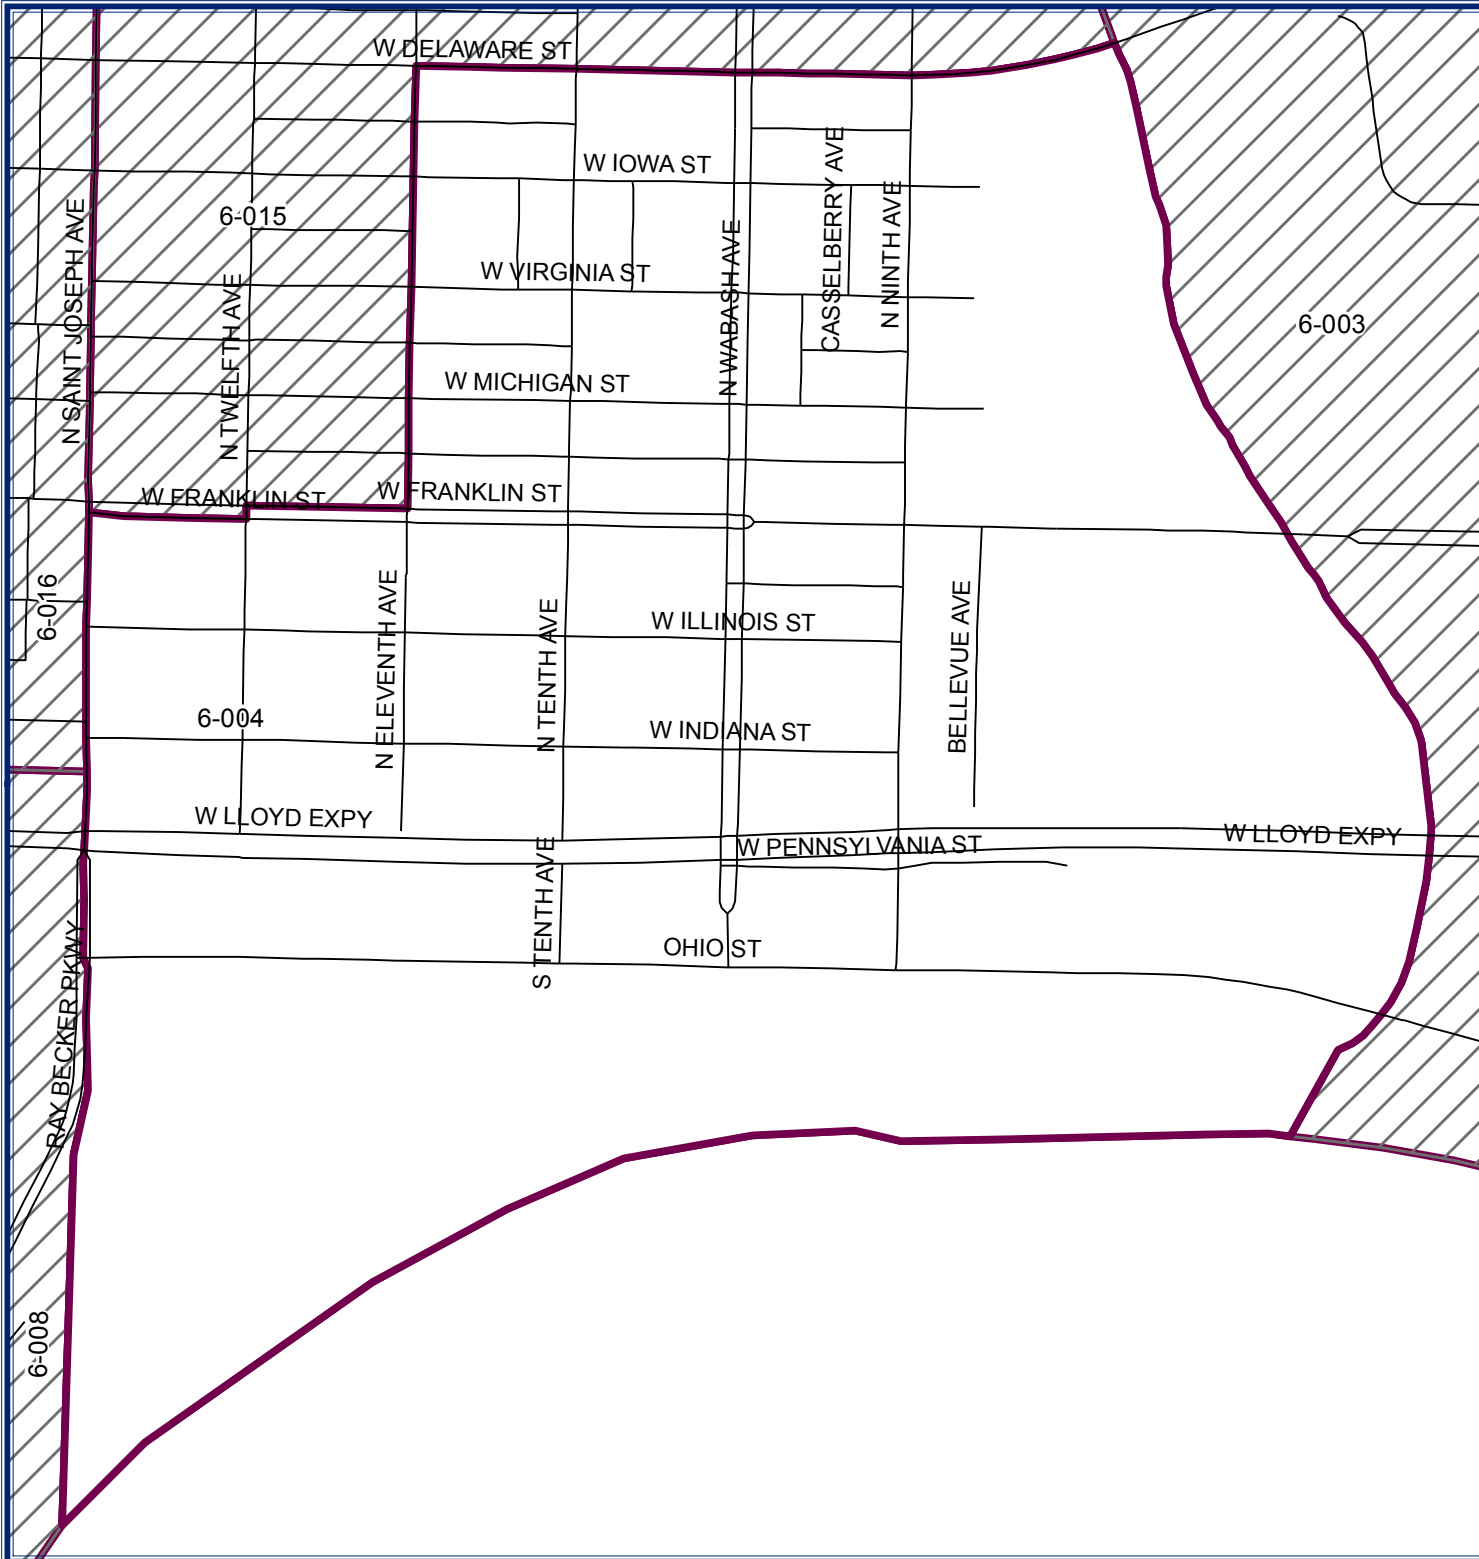 W DELAWARE ST
W IOWA ST
CASSELBERRY AVE
N NINTH AVE
6-015
N SAINT JOSEPH AVE
N WABASH AVE
W VIRGINIA ST
N TWELFTH AVE
6-003
W MICHIGAN ST
W FRANKLIN ST
W FRANKLIN ST
6-016
N ELEVENTH AVE
N TENTH AVE
W ILLINOIS ST
BELLEVUE AVE
6-004
W INDIANA ST
W LLOYD EXPY
W PENNSYLVANIA ST
W LLOYD EXPY
S TENTH AVE
OHIO ST
RAY BECKER PKWY
6-008